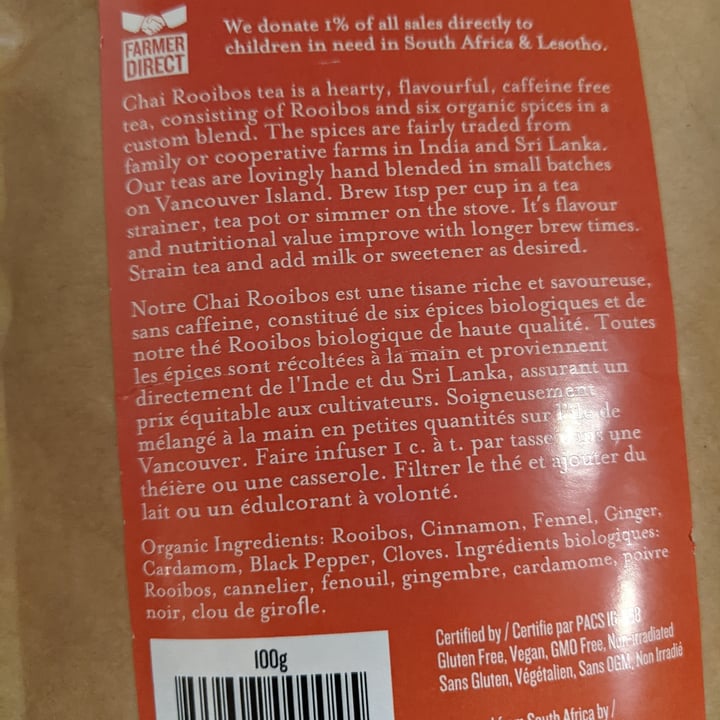 FARMER
DIRECT
We donate 1% of all sales directly to
children in need in South Africa & Lesotho.
Chai Rooibos tea is a hearty, flavourful, caffeine free
tea, consisting of Rooibos and six organic spices in a
custom blend. The spices are fairly traded from
family or cooperative farms in India and Sri Lanka.
Our teas are lovingly hand blended in small batches
on Vancouver Island. Brew 1tsp per cup in a tea
strainer, tea pot or simmer on the stove. It's flavour
and nutritional value improve with longer brew times.
Strain tea and add milk or sweetener as desired.
Notre Chai Rooibos est une tisane riche et savoureuse,
sans caffeine, constitué de six épices biologiques et de
notre thé Rooibos biologique de haute qualité. Toutes
les épices sont récoltées à la main et proviennent
directement de l'Inde et du Sri Lanka, assurant un
prix équitable aux cultivateurs. Soigneusement
mélangé à la main en petites quantités sur de
Vancouver. Faire infuser 1 c. à t. par tasse une
théière ou une casserole. Filtrer le thé et ajouter du
lait ou un édulcorant à volonté.
Organic Ingredients: Rooibos, Cinnamon, Fennel, Ginger,
Cardamom, Black Pepper, Cloves. Ingrédients biologiques:
Rooibos, cannelier, fenouil, gingembre, cardamome, poivre
noir, clou de girofle.
100g
Certified by / Certifie par PACS
Gluten Free, Vegan, GMO Free, Non Irradiated
Sans Gluten, Végétalien, Sans OGM, Non Irradié
from South Africa by /